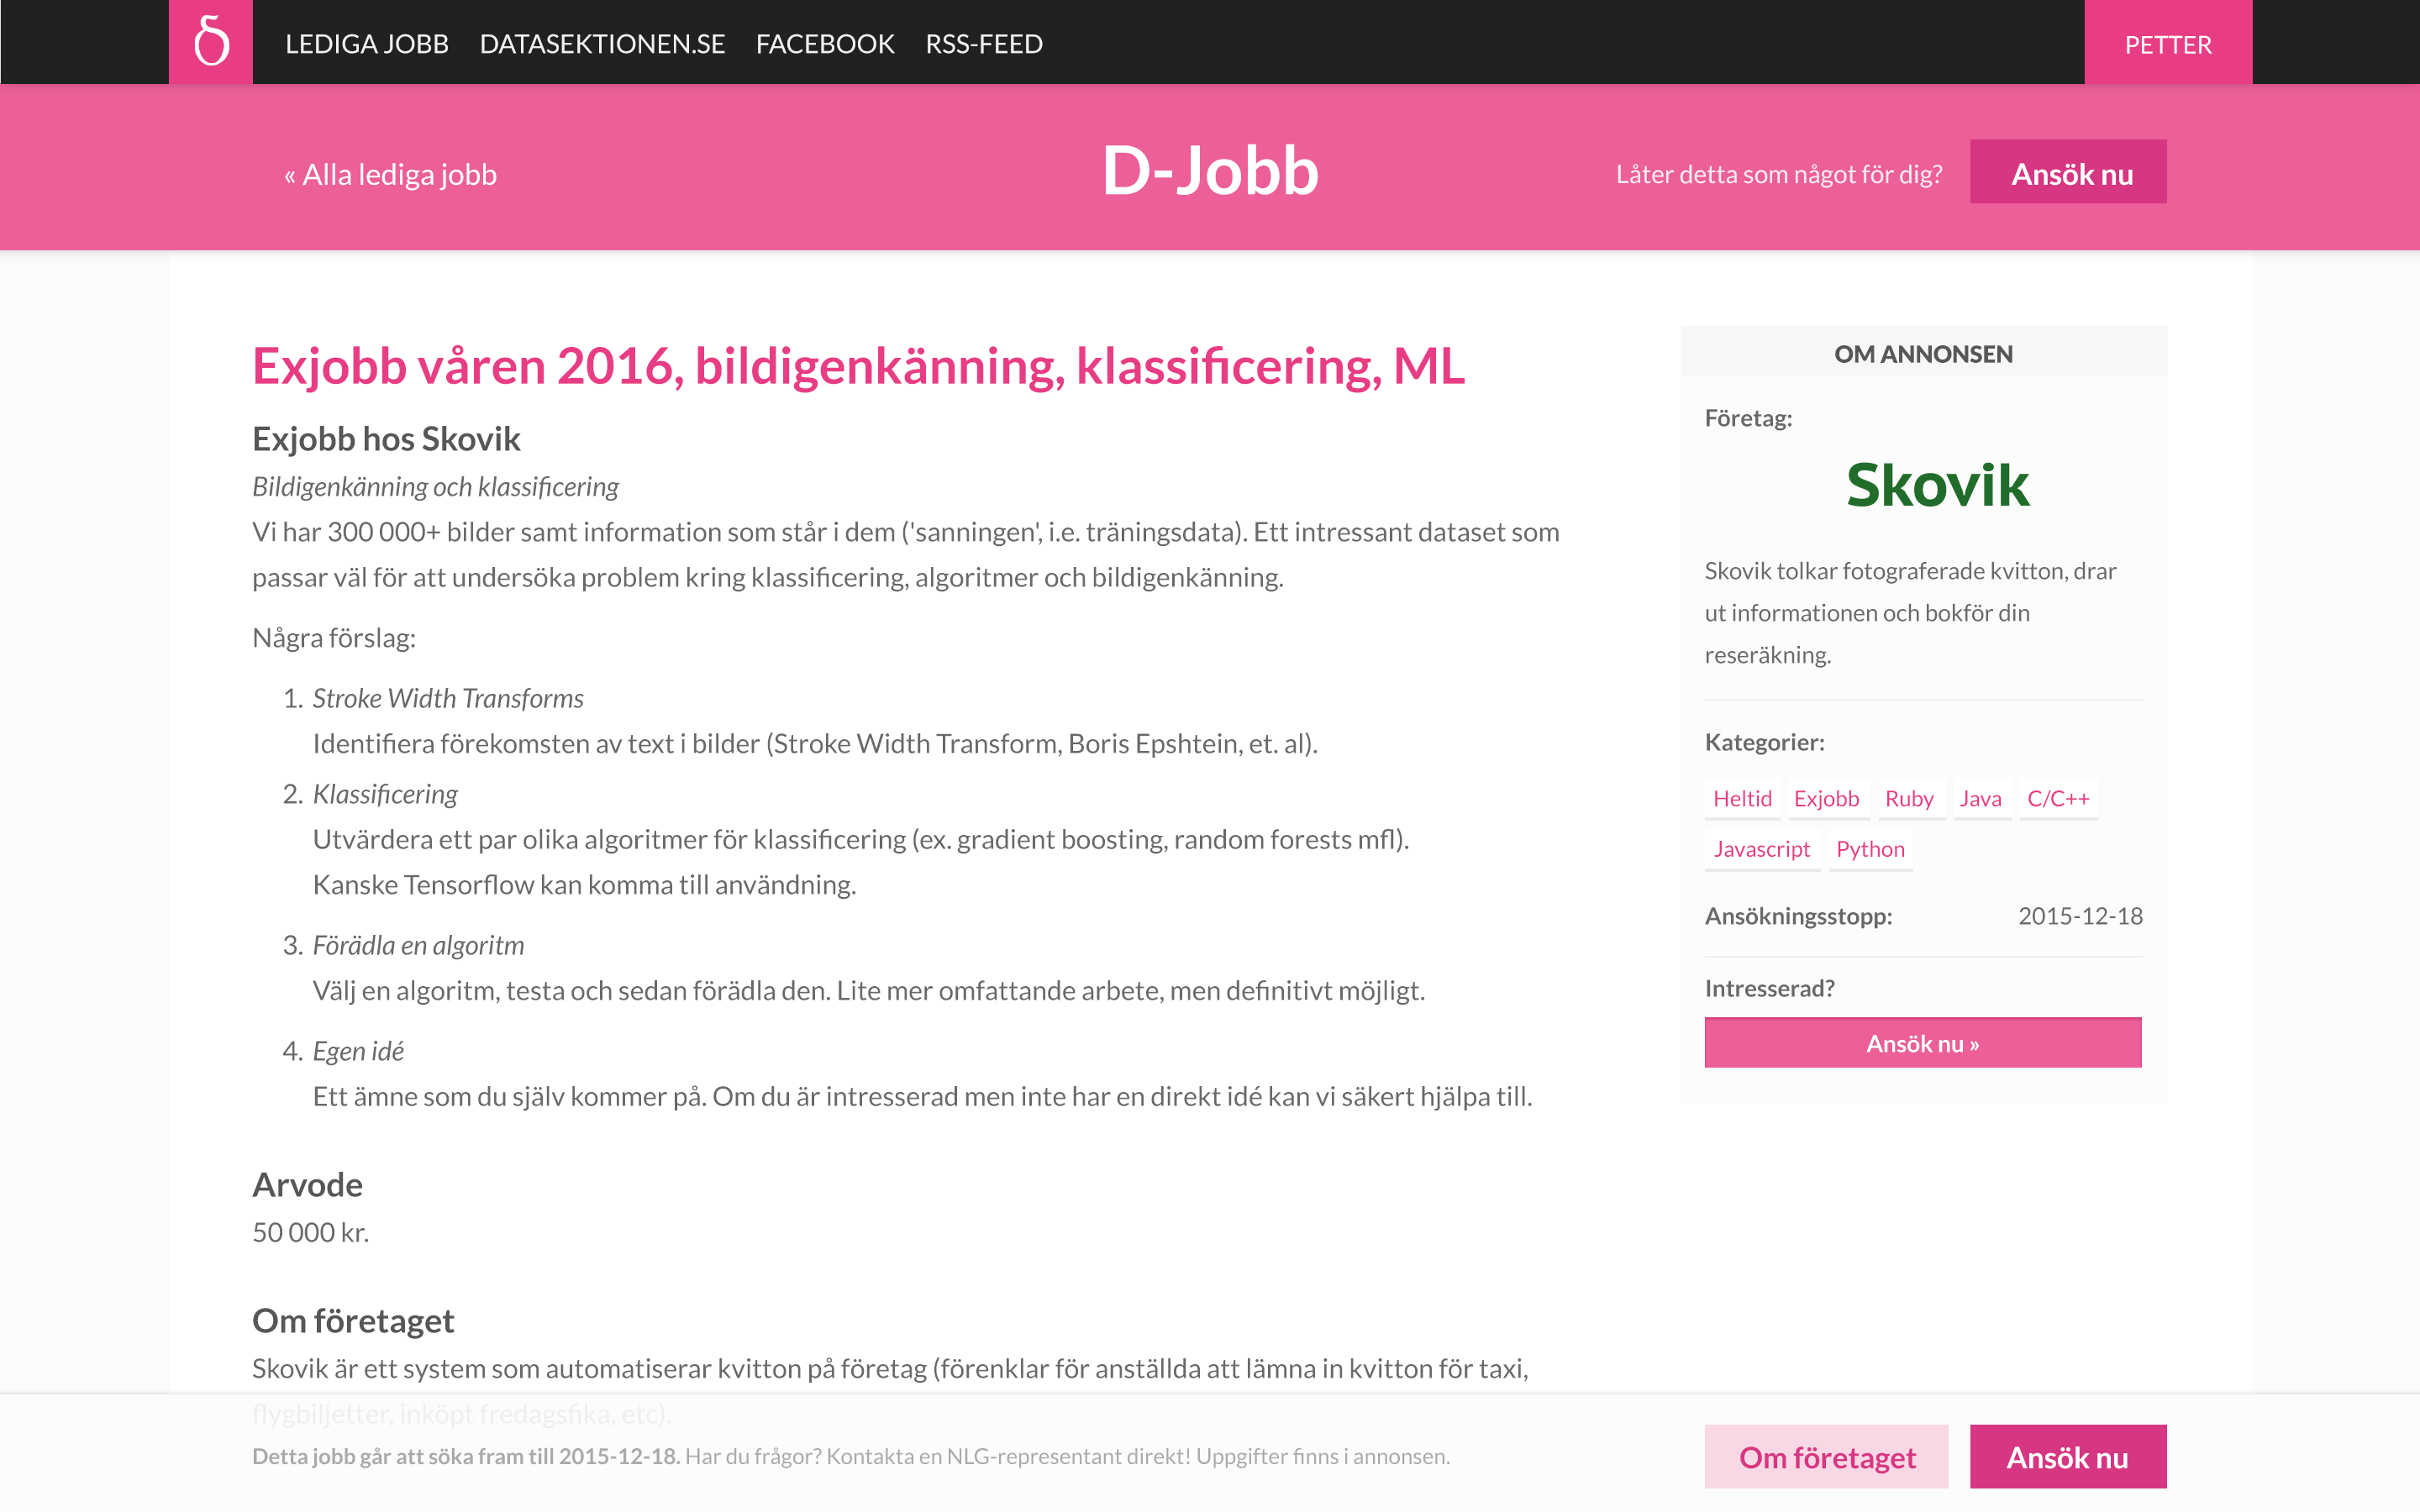 δ LEDIGA JOBB DATASEKTIONEN.SE FACEBOOK RSS-FEED PETTER
« Alla lediga jobb D-Jobb Låter detta som något för dig? Ansök nu
Exjobb våren 2016, bildigenkänning, klassificering, ML
Exjobb hos Skovik
Bildigenkänning och klassificering
Vi har 300 000+ bilder samt information som står i dem ('sanningen', i.e. träningsdata). Ett intressant dataset som
passar väl för att undersöka problem kring klassificering, algoritmer och bildigenkänning.
Några förslag:
1. Stroke Width Transforms
Identifiera förekomsten av text i bilder (Stroke Width Transform, Boris Epshtein, et. al).
2. Klassificering
Utvärdera ett par olika algoritmer för klassificering (ex. gradient boosting, random forests mfl).
Kanske Tensorflow kan komma till användning.
3. Förädla en algoritm
Välj en algoritm, testa och sedan förädla den. Lite mer omfattande arbete, men definitivt möjligt.
4. Egen idé
Ett ämne som du själv kommer på. Om du är intresserad men inte har en direkt idé kan vi säkert hjälpa till.
Arvode
50 000 kr.
Om företaget
Skovik är ett system som automatiserar kvitton på företag (förenklar för anställda att lämna in kvitton för taxi,
flygbiljetter, inköpt fredagsfika, etc).
OM ANNONSEN
Företag:
Skovik
Skovik tolkar fotograferade kvitton, drar
ut informationen och bokför din
reseräkning.
Kategorier:
Heltid Exjobb Ruby Java C/C++
Javascript Python
Ansökningsstopp: 2015-12-18
Intresserad?
Ansök nu »
Detta jobb går att söka fram till 2015-12-18. Har du frågor? Kontakta en NLG-representant direkt! Uppgifter finns i annonsen.
Om företaget Ansök nu